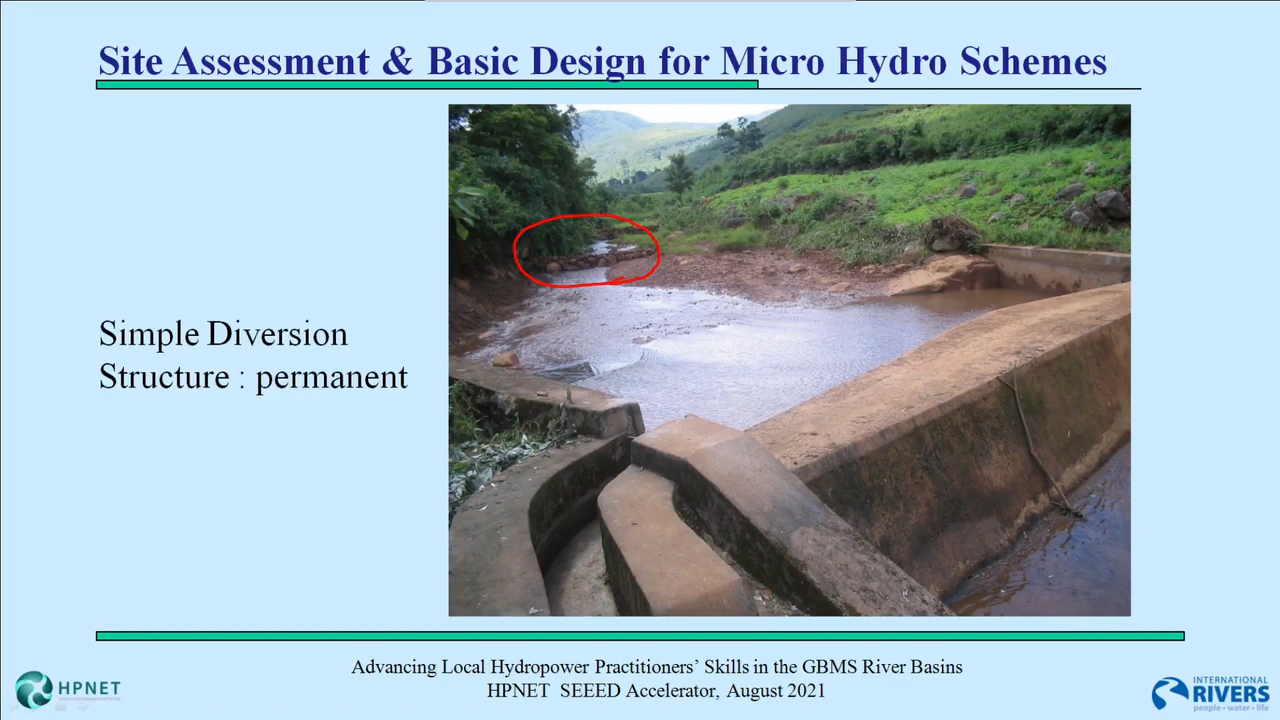 Site Assessment & Basic Design for Micro Hydro Schemes
Simple Diversion
Structure : permanent
Advancing Local Hydropower Practitioners' Skills in the GBMS River Basins
HPNET SEEED Accelerator, August 2021
HPNET
INTERNATIONAL
RIVERS
people • water • life